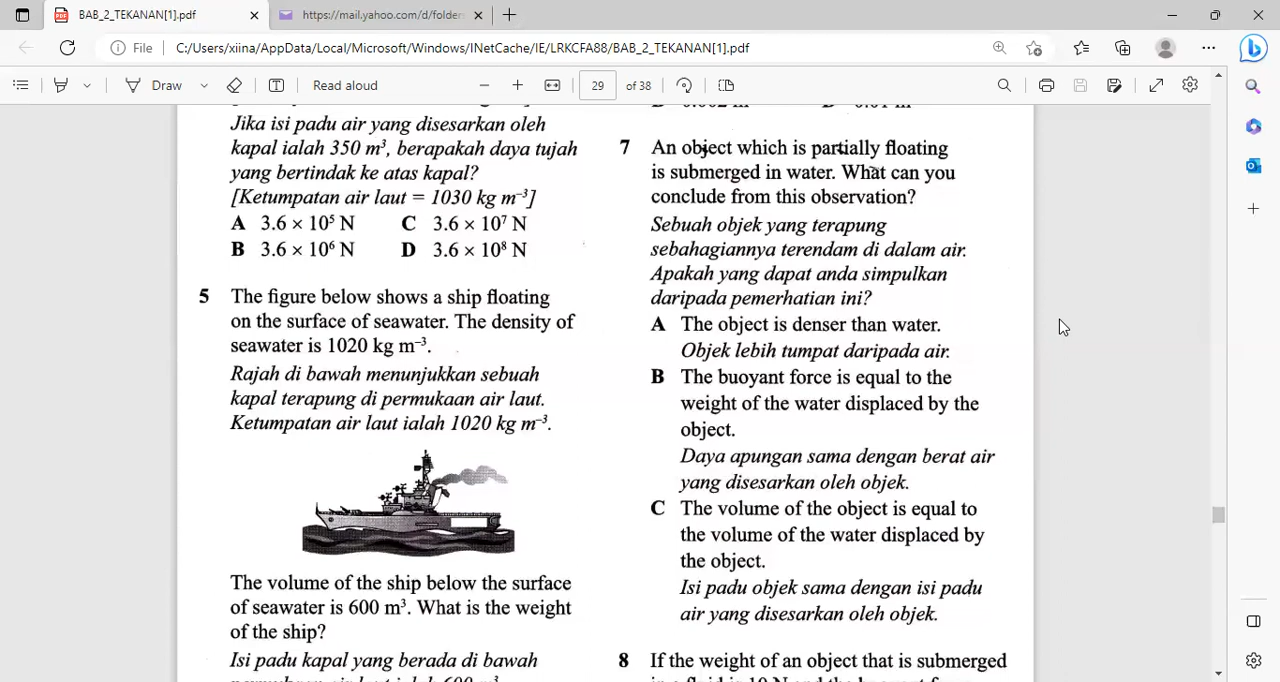 BAB_2_TEKANAN[1].pdf
https://mail.yahoo.com/d/folders
File
C:/Users/xiina/AppData/Local/Microsoft/Windows/INetCache/IE/LRKCFA88/BAB_2_TEKANAN[1].pdf
Draw
Read aloud
29 of 38
Jika isi padu air yang disesarkan oleh
kapal ialah 350 m³, berapakah daya tujah
yang bertindak ke atas kapal?
[Ketumpatan air laut = 1030 kg m⁻³]
A 3.6 × 10⁵ N C 3.6 × 10⁷ N
B 3.6 × 10⁶ N D 3.6 × 10⁸ N
5 The figure below shows a ship floating
on the surface of seawater. The density of
seawater is 1020 kg m⁻³.
Rajah di bawah menunjukkan sebuah
kapal terapung di permukaan air laut.
Ketumpatan air laut ialah 1020 kg m⁻³.
The volume of the ship below the surface
of seawater is 600 m³. What is the weight
of the ship?
Isi padu kapal yang berada di bawah
7 An object which is partially floating
is submerged in water. What can you
conclude from this observation?
Sebuah objek yang terapung
sebahagiannya terendam di dalam air.
Apakah yang dapat anda simpulkan
daripada pemerhatian ini?
A The object is denser than water.
Objek lebih tumpat daripada air.
B The buoyant force is equal to the
weight of the water displaced by the
object.
Daya apungan sama dengan berat air
yang disesarkan oleh objek.
C The volume of the object is equal to
the volume of the water displaced by
the object.
Isi padu objek sama dengan isi padu
air yang disesarkan oleh objek.
8 If the weight of an object that is submerged